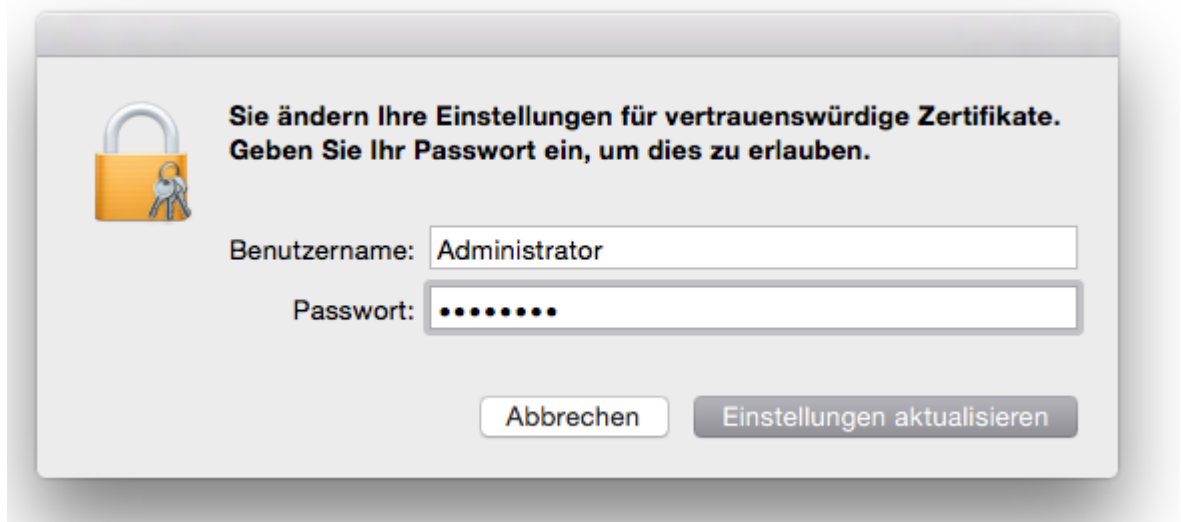 Sie ändern Ihre Einstellungen für vertrauenswürdige Zertifikate.
Geben Sie Ihr Passwort ein, um dies zu erlauben.
Benutzername: Administrator
Passwort: ••••••••
Abbrechen Einstellungen aktualisieren